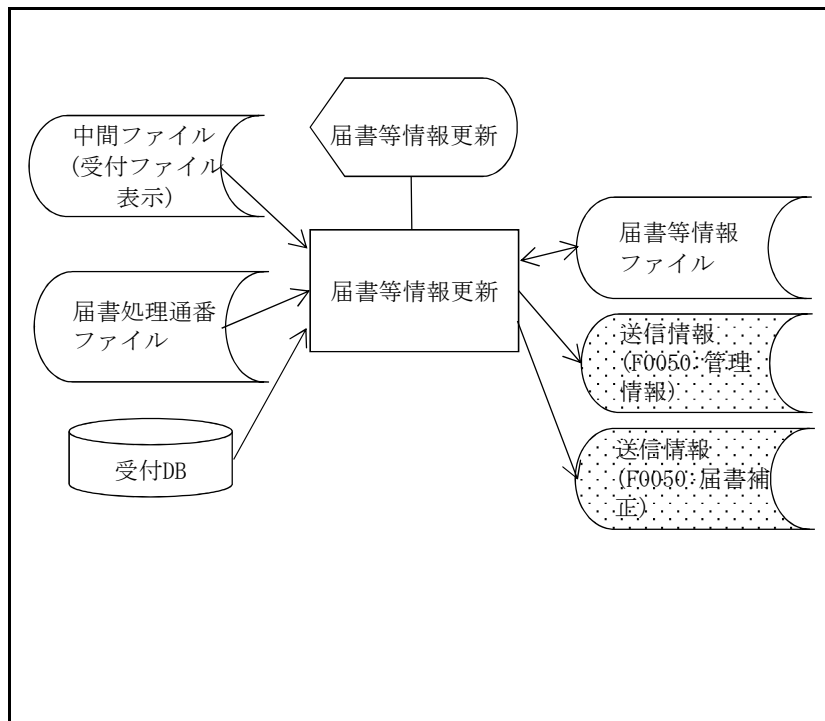 届書等情報更新
中間ファイル
(受付ファイル
表示)
届書等情報更新
届書等情報
ファイル
届書処理通番
ファイル
送信情報
(F0050:管理
情報)
受付DB
送信情報
(F0050:届書補
正)